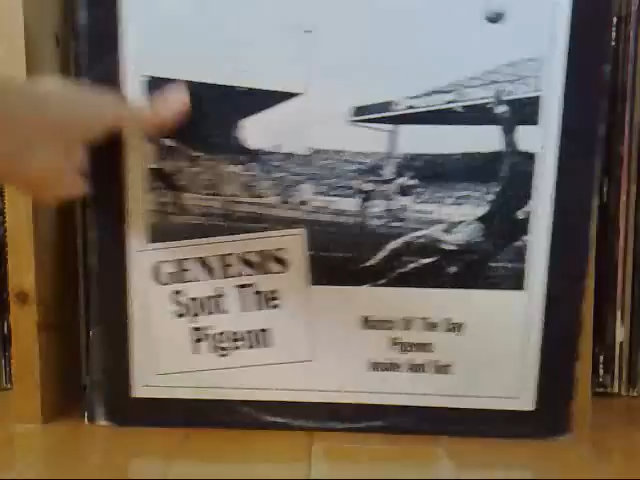 GENESIS
Spot The
Pigeon
Match Of The Day
Pigeons
Inside And Out